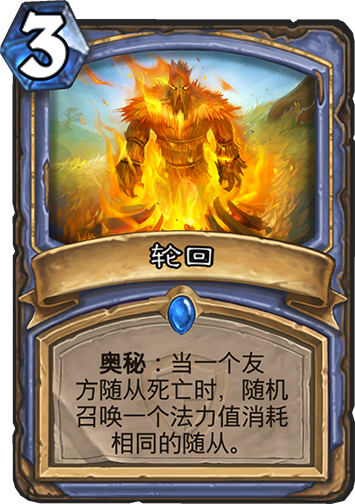 3
轮回
奥秘：当一个友
方随从死亡时，随机
召唤一个法力值消耗
相同的随从。